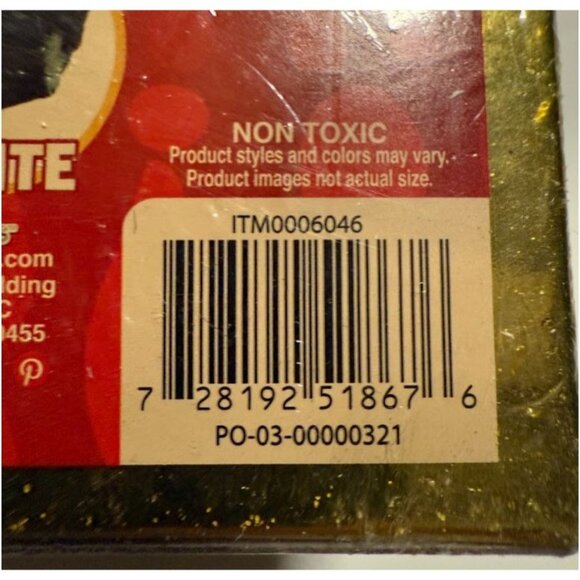 ITE
NON TOXIC
Product styles and colors may vary.
Product images not actual size.
.com
lding
C
0455
ITM0006046
7 28192 51867 6
PO-03-00000321